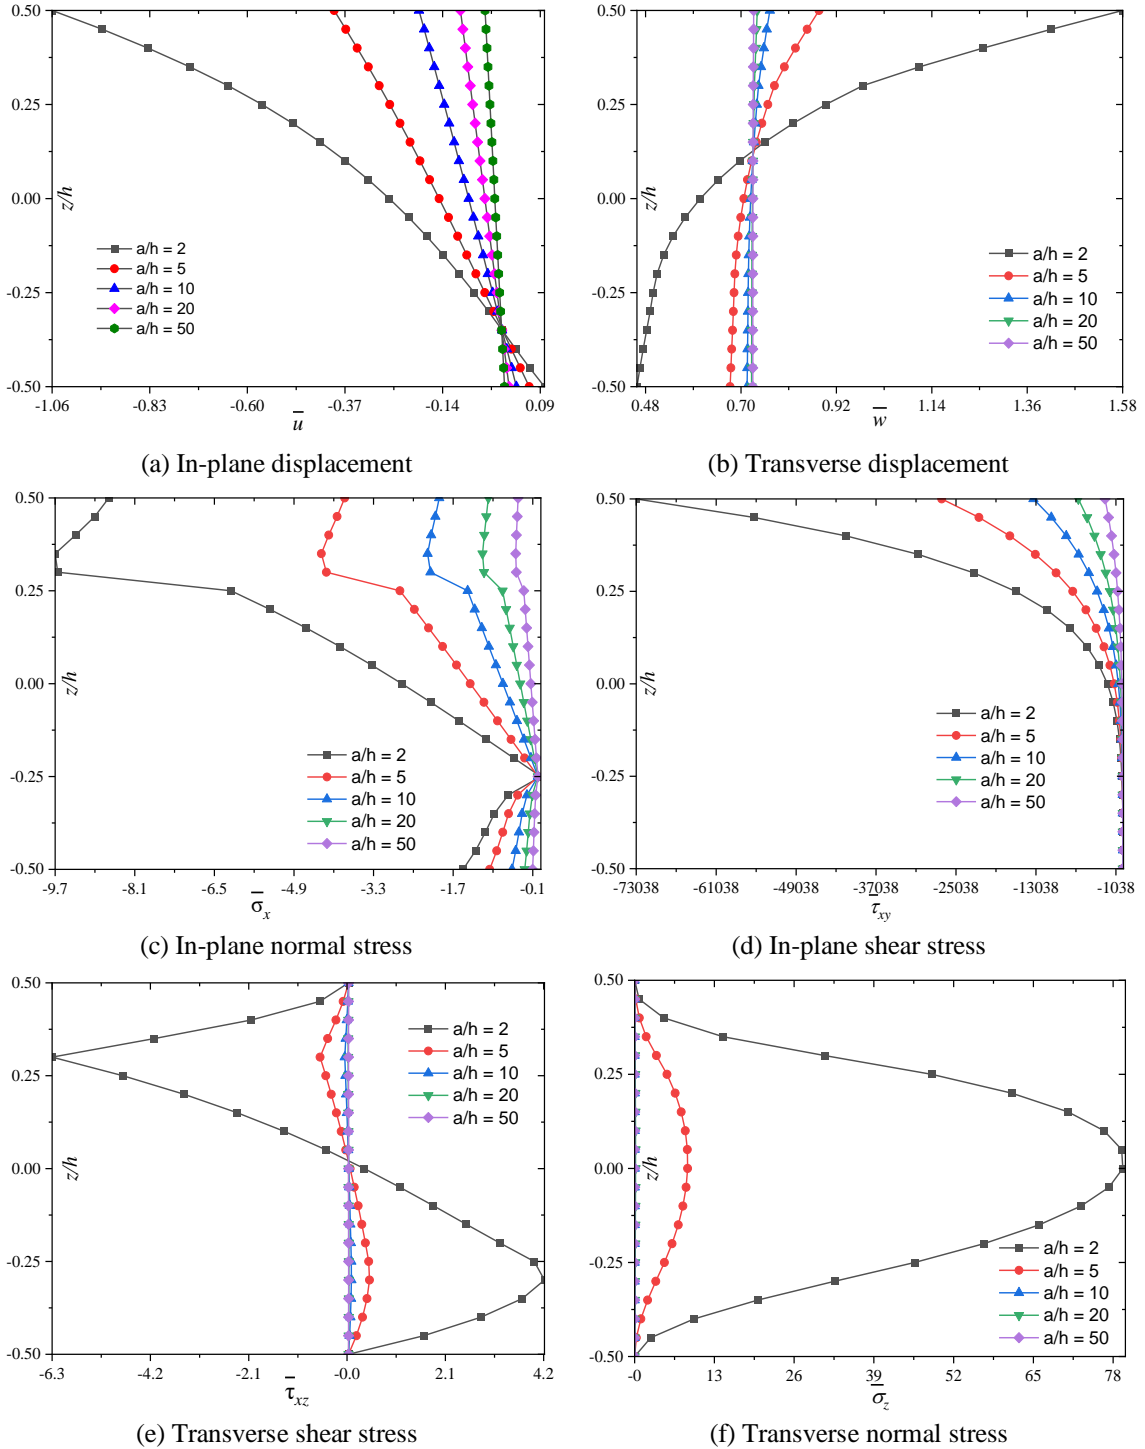 0.50
0.25
0.00
-0.25
-0.50
z/h
a/h = 2
a/h = 5
a/h = 10
a/h = 20
a/h = 50
-1.06 -0.83 -0.60 -0.37 -0.14 0.09
u̅
(a) In-plane displacement
0.50
0.25
0.00
-0.25
-0.50
z/h
a/h = 2
a/h = 5
a/h = 10
a/h = 20
a/h = 50
0.48 0.70 0.92 1.14 1.36 1.58
w̅
(b) Transverse displacement
0.50
0.25
0.00
-0.25
-0.50
z/h
a/h = 2
a/h = 5
a/h = 10
a/h = 20
a/h = 50
-9.7 -8.1 -6.5 -4.9 -3.3 -1.7 -0.1
σ̅x
(c) In-plane normal stress
0.50
0.25
0.00
-0.25
-0.50
z/h
a/h = 2
a/h = 5
a/h = 10
a/h = 20
a/h = 50
-73038 -61038 -49038 -37038 -25038 -13038 -1038
τ̅xy
(d) In-plane shear stress
0.50
0.25
0.00
-0.25
-0.50
z/h
a/h = 2
a/h = 5
a/h = 10
a/h = 20
a/h = 50
-6.3 -4.2 -2.1 -0.0 2.1 4.2
τ̅xz
(e) Transverse shear stress
0.50
0.25
0.00
-0.25
-0.50
z/h
a/h = 2
a/h = 5
a/h = 10
a/h = 20
a/h = 50
0 13 26 39 52 65 78
σ̅z
(f) Transverse normal stress